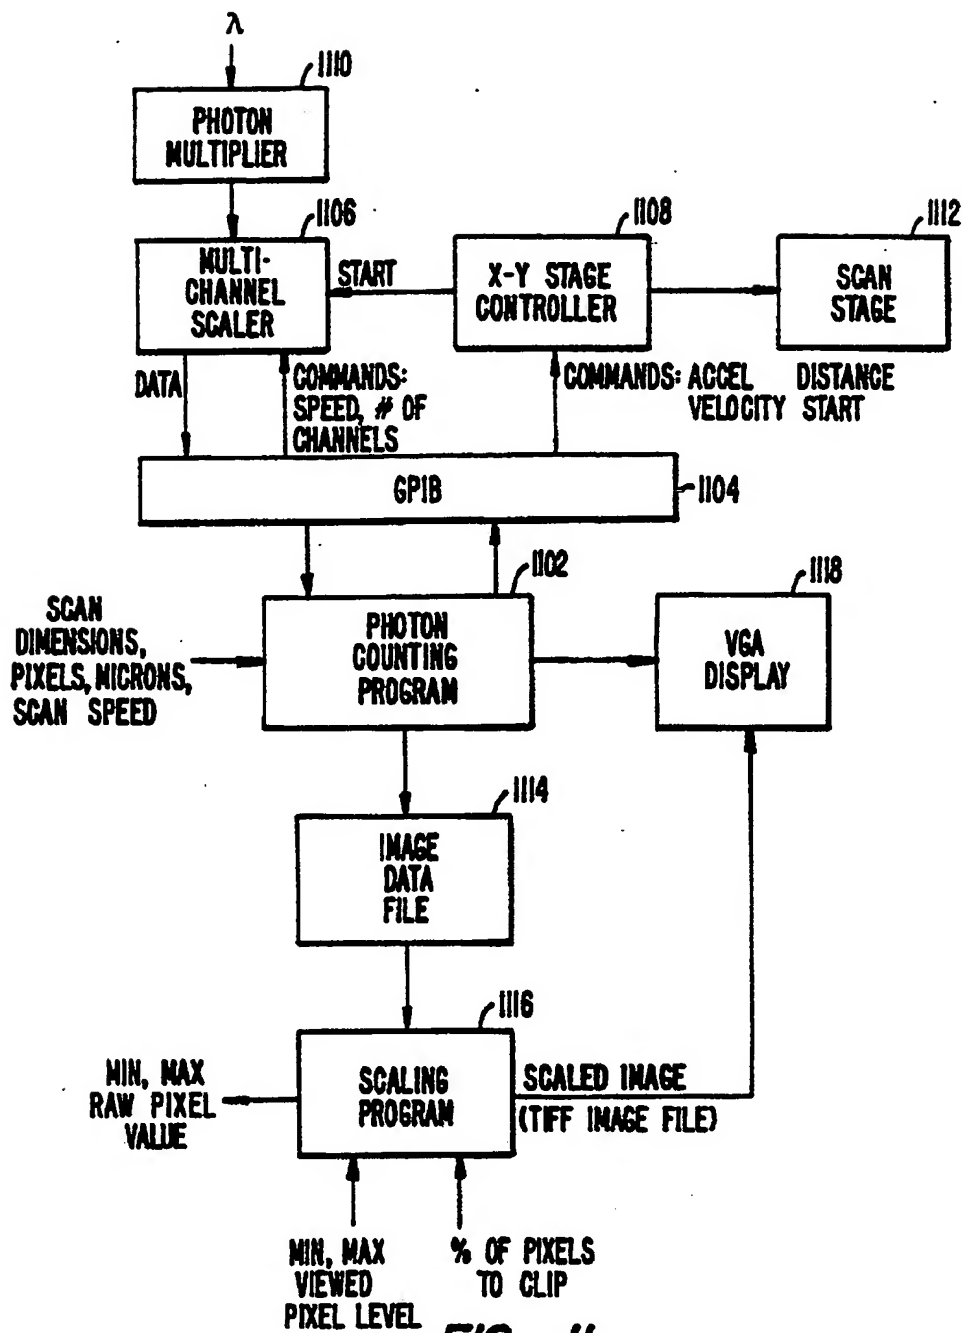 λ
1110
PHOTON
MULTIPLIER
1106
MULTI-
CHANNEL
SCALER
START
1108
X-Y STAGE
CONTROLLER
1112
SCAN
STAGE
DATA
COMMANDS:
SPEED, # OF
CHANNELS
COMMANDS: ACCEL DISTANCE
VELOCITY START
GPIB
1104
1102
SCAN
DIMENSIONS,
PIXELS, MICRONS,
SCAN SPEED
PHOTON
COUNTING
PROGRAM
1118
VGA
DISPLAY
1114
IMAGE
DATA
FILE
1116
MIN, MAX
RAW PIXEL
VALUE
SCALING
PROGRAM
SCALED IMAGE
(TIFF IMAGE FILE)
MIN, MAX
VIEWED
PIXEL LEVEL
% OF PIXELS
TO CLIP